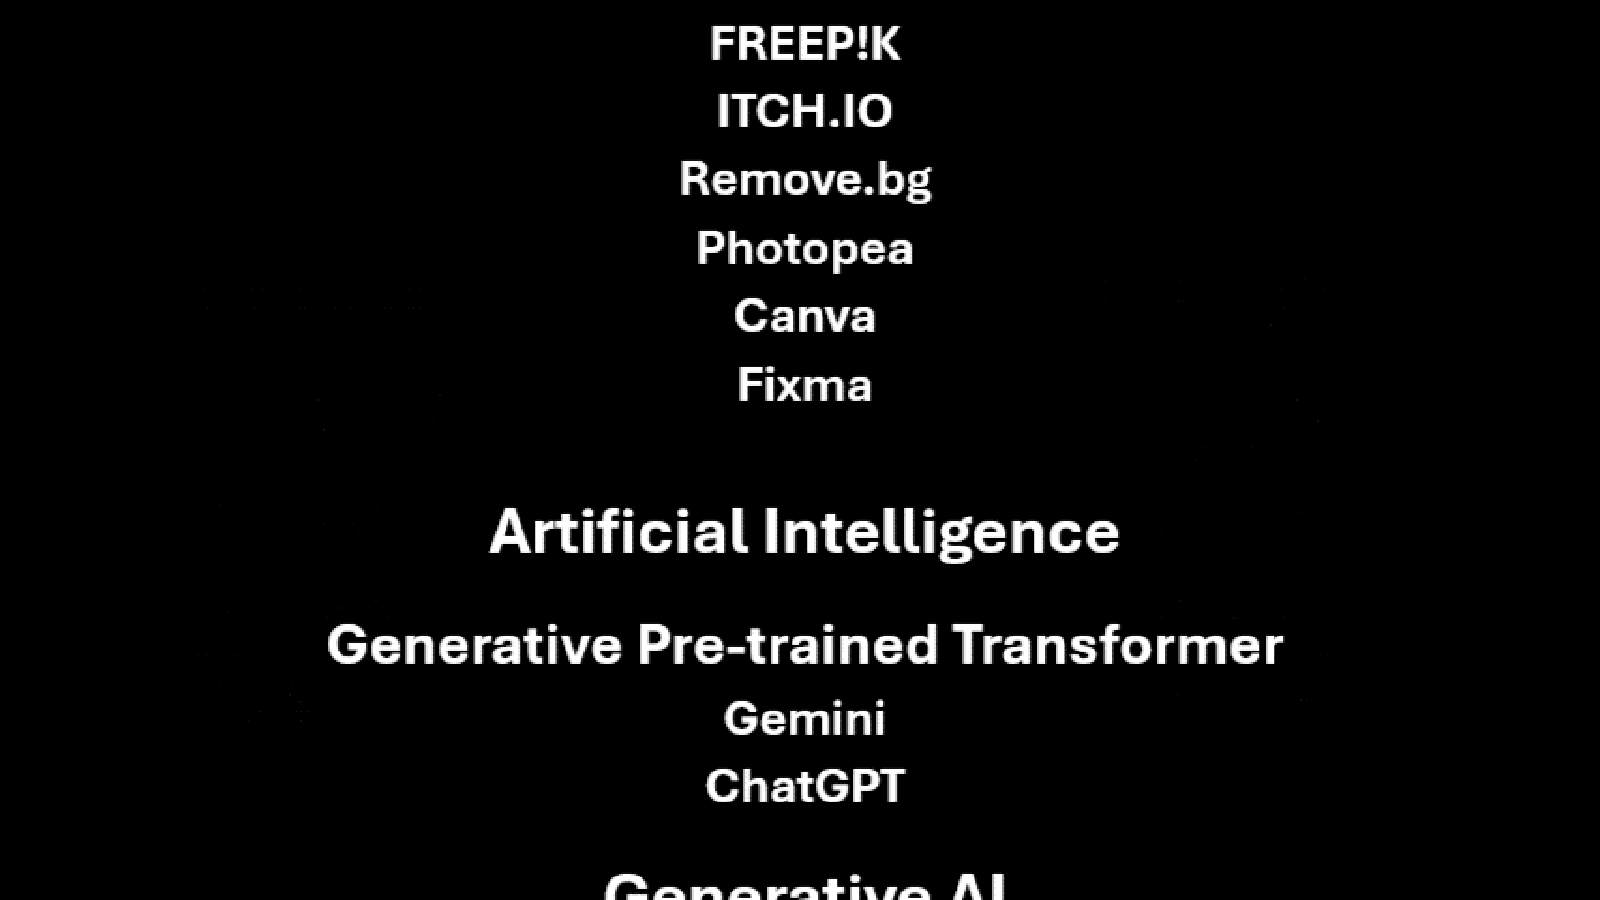 FREEP!K
ITCH.IO
Remove.bg
Photopea
Canva
Fixma
Artificial Intelligence
Generative Pre-trained Transformer
Gemini
ChatGPT
Generative AI